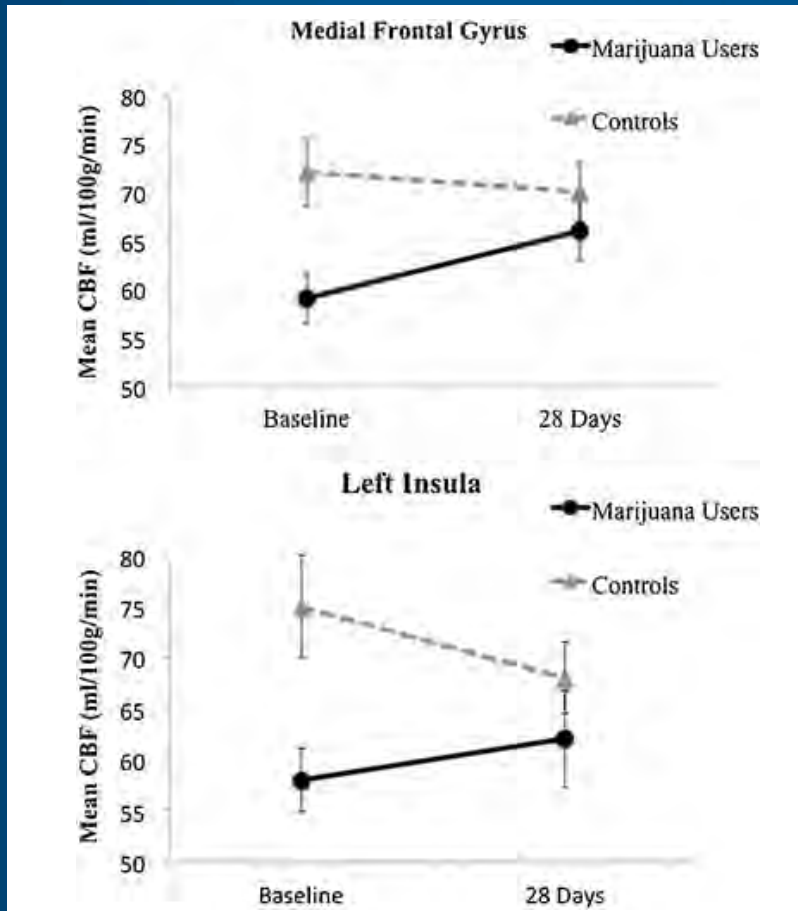 Medial Frontal Gyrus
Marijuana Users
Controls
Mean CBF (ml/100g/min)
80
75
70
65
60
55
50
Baseline 28 Days
Left Insula
Marijuana Users
Controls
Mean CBF (ml/100g/min)
80
75
70
65
60
55
50
Baseline 28 Days